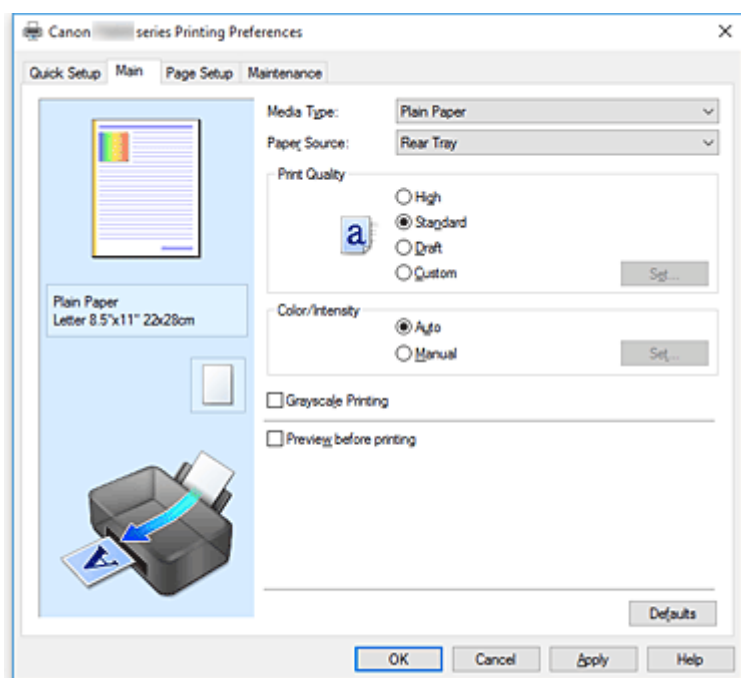 Canon series Printing Preferences
Quick Setup Main Page Setup Maintenance
Media Type: Plain Paper
Paper Source: Rear Tray
Print Quality
High
a Standard
Draft
Custom Set...
Plain Paper
Letter 8.5"x11" 22x28cm
Color/Intensity
Auto
Manual Set...
Grayscale Printing
Preview before printing
A
Defaults
OK Cancel Apply Help